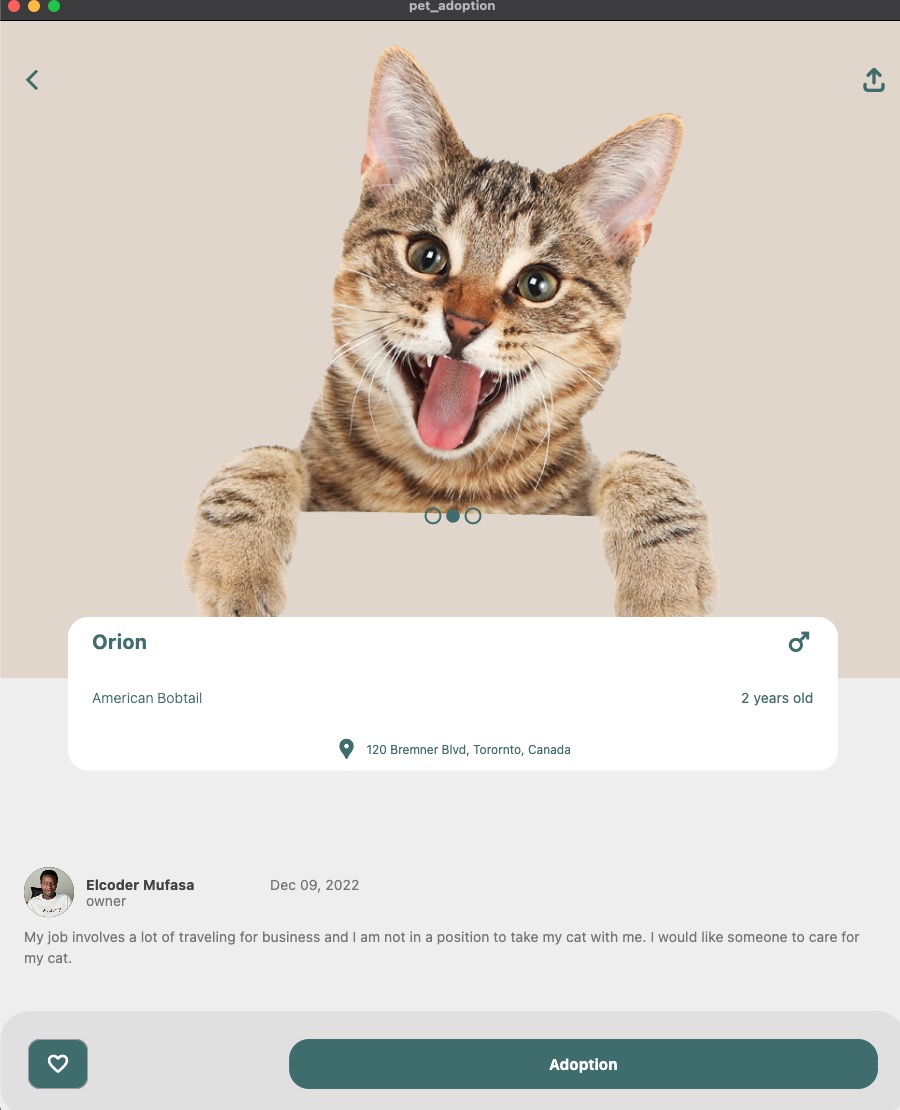 pet_adoption
Orion
American Bobtail
2 years old
120 Bremner Blvd, Torornto, Canada
Elcoder Mufasa
Dec 09, 2022
owner
My job involves a lot of traveling for business and I am not in a position to take my cat with me. I would like someone to care for
my cat.
Adoption